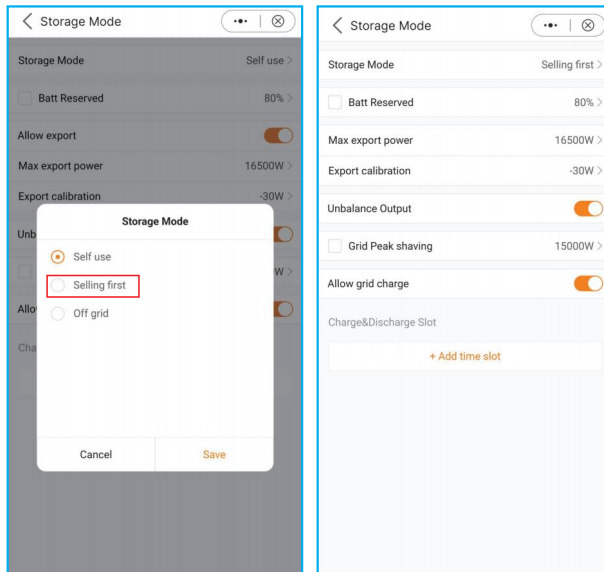 Storage Mode
Storage Mode Self use >
Batt Reserved 80% >
Allow export
Max export power 16500W >
Export calibration -30W >
Unb
W >
Allo
Cha
Storage Mode
Self use
Selling first
Off grid
Cancel Save
Storage Mode
Storage Mode Selling first >
Batt Reserved 80% >
Max export power 16500W >
Export calibration -30W >
Unbalance Output
Grid Peak shaving 15000W >
Allow grid charge
Charge&Discharge Slot
+ Add time slot